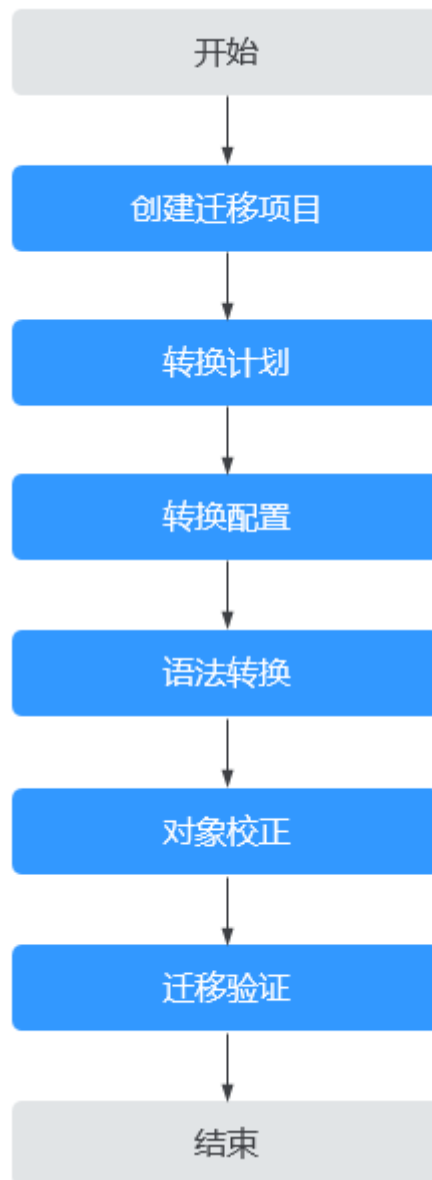 开始
创建迁移项目
转换计划
转换配置
语法转换
对象校正
迁移验证
结束